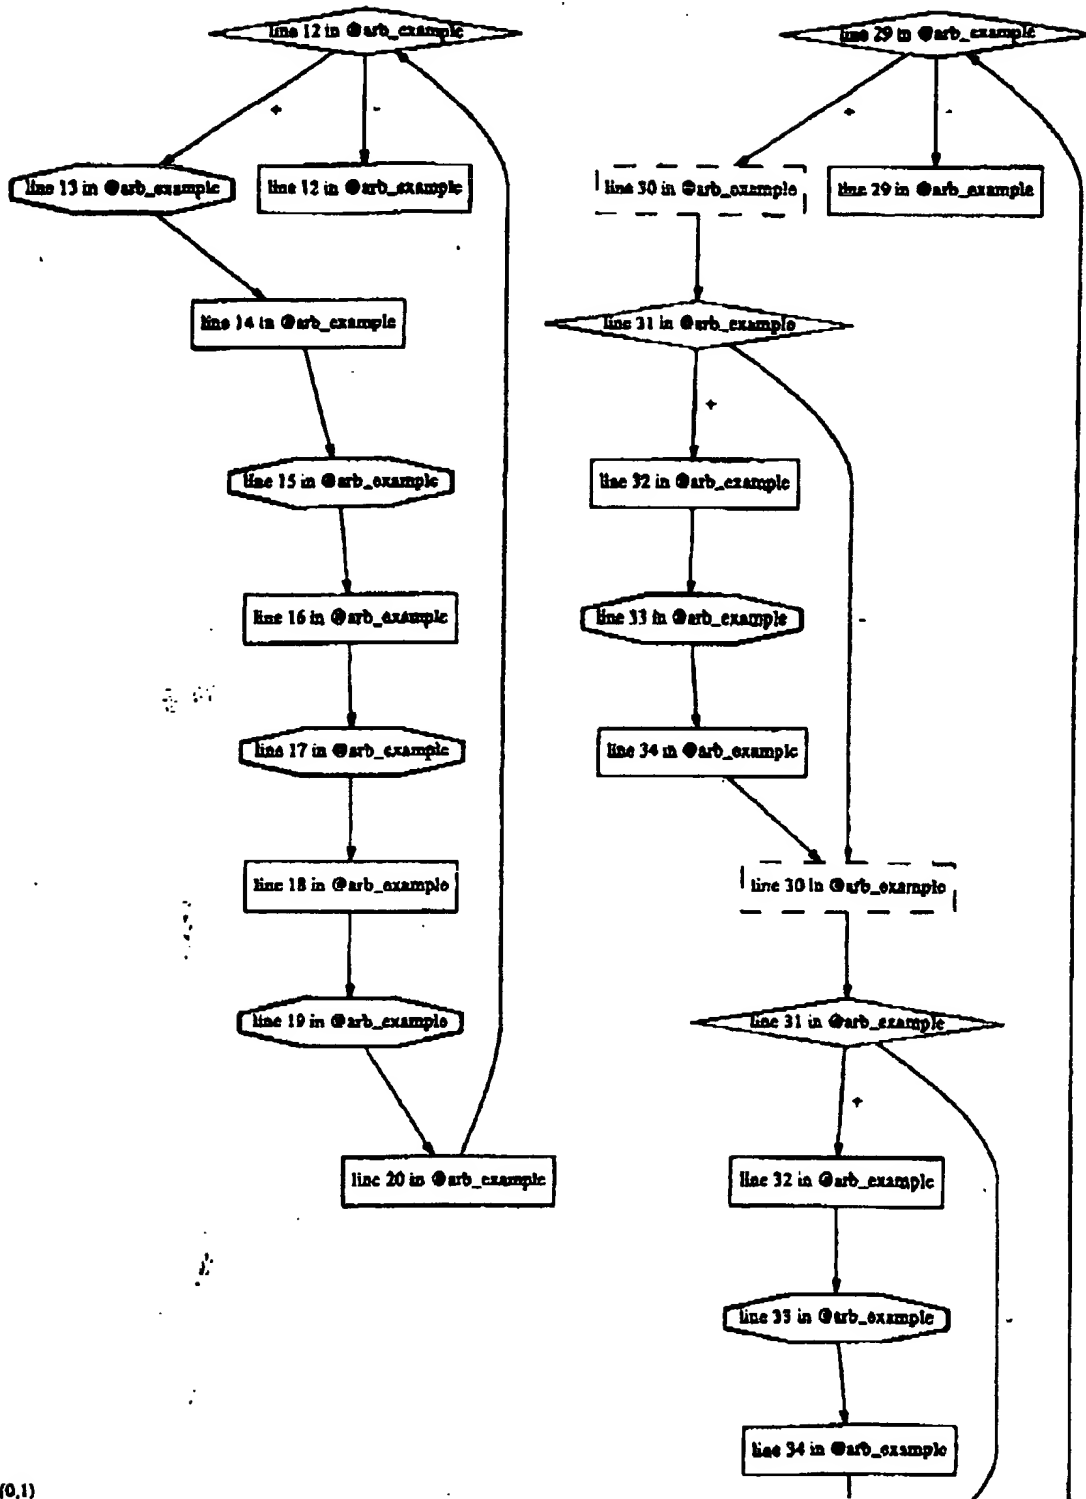 line 12 in @arb_example
+
-
line 13 in @arb_example
line 12 in @arb_example
line 14 in @arb_example
line 15 in @arb_example
line 16 in @arb_example
line 17 in @arb_example
line 18 in @arb_example
line 19 in @arb_example
line 20 in @arb_example
line 29 in @arb_example
+
-
line 30 in @arb_example
line 29 in @arb_example
line 31 in @arb_example
+
line 32 in @arb_example
line 33 in @arb_example
-
line 34 in @arb_example
line 30 in @arb_example
line 31 in @arb_example
+
line 32 in @arb_example
line 33 in @arb_example
-
line 34 in @arb_example
(0,1)